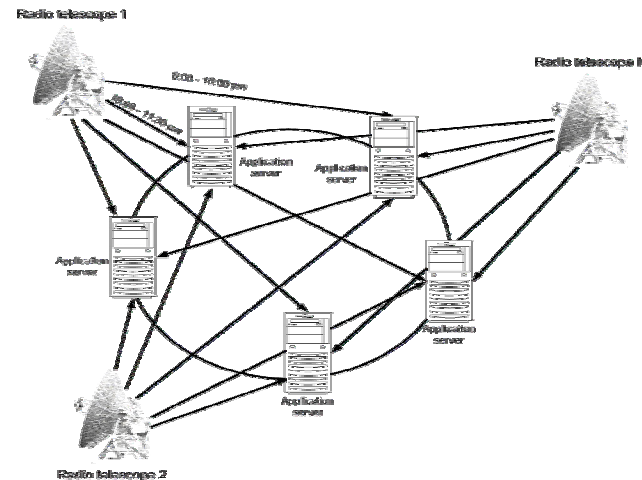 Radio telescope 1
Radio telescope N
Application
server
Application
server
Application
server
Application
server
Application
server
Radio telescope 2